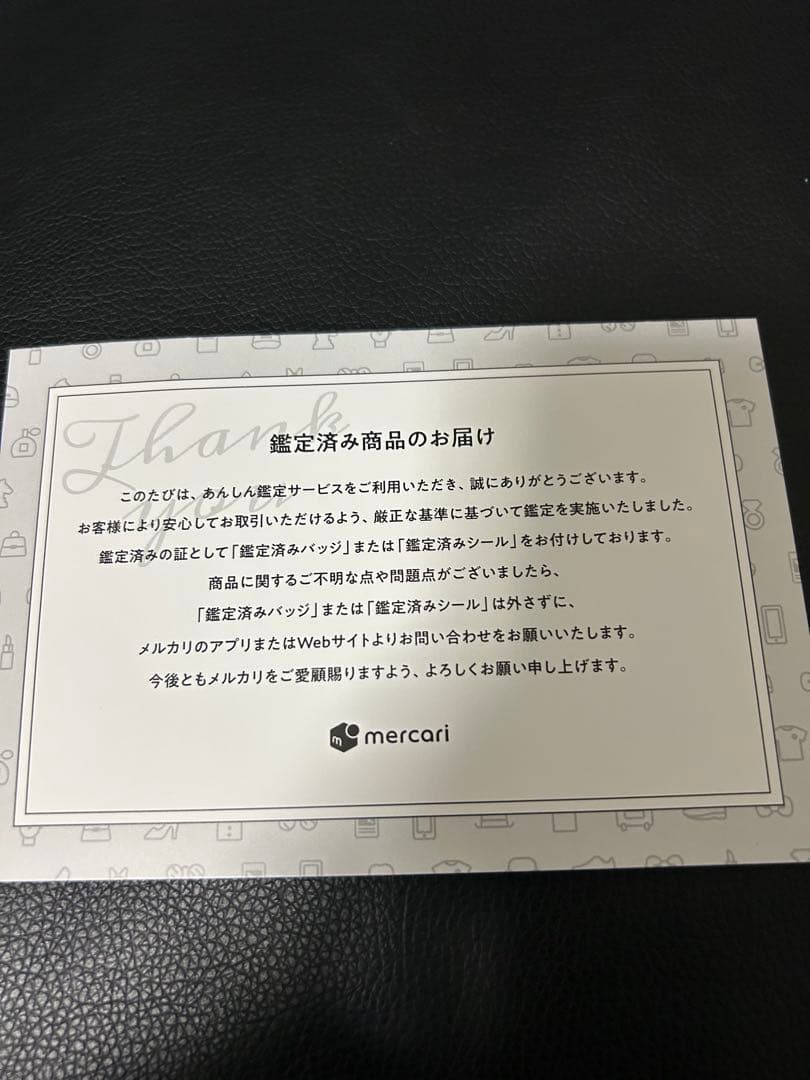 Thank you
鑑定済み商品のお届け
このたびは、あんしん鑑定サービスをご利用いただき、誠にありがとうございます。
お客様により安心してお取引いただけるよう、厳正な基準に基づいて鑑定を実施いたしました。
鑑定済みの証として「鑑定済みバッジ」または「鑑定済みシール」をお付けしております。
商品に関するご不明な点や問題点がございましたら、
「鑑定済みバッジ」または「鑑定済みシール」は外さずに、
メルカリのアプリまたはWebサイトよりお問い合わせをお願いいたします。
今後ともメルカリをご愛顧賜りますよう、よろしくお願い申し上げます。
m mercari